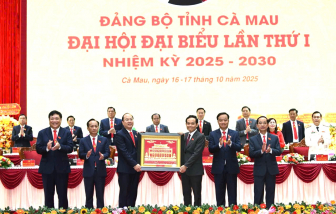 ĐẢNG BỘ TỈNH CÀ MAU
ĐẠI HỘI ĐẠI BIỂU LẦN THỨ I
NHIỆM KỲ 2025 - 2030
Cà Mau, ngày 16-17 tháng 10 năm 2025